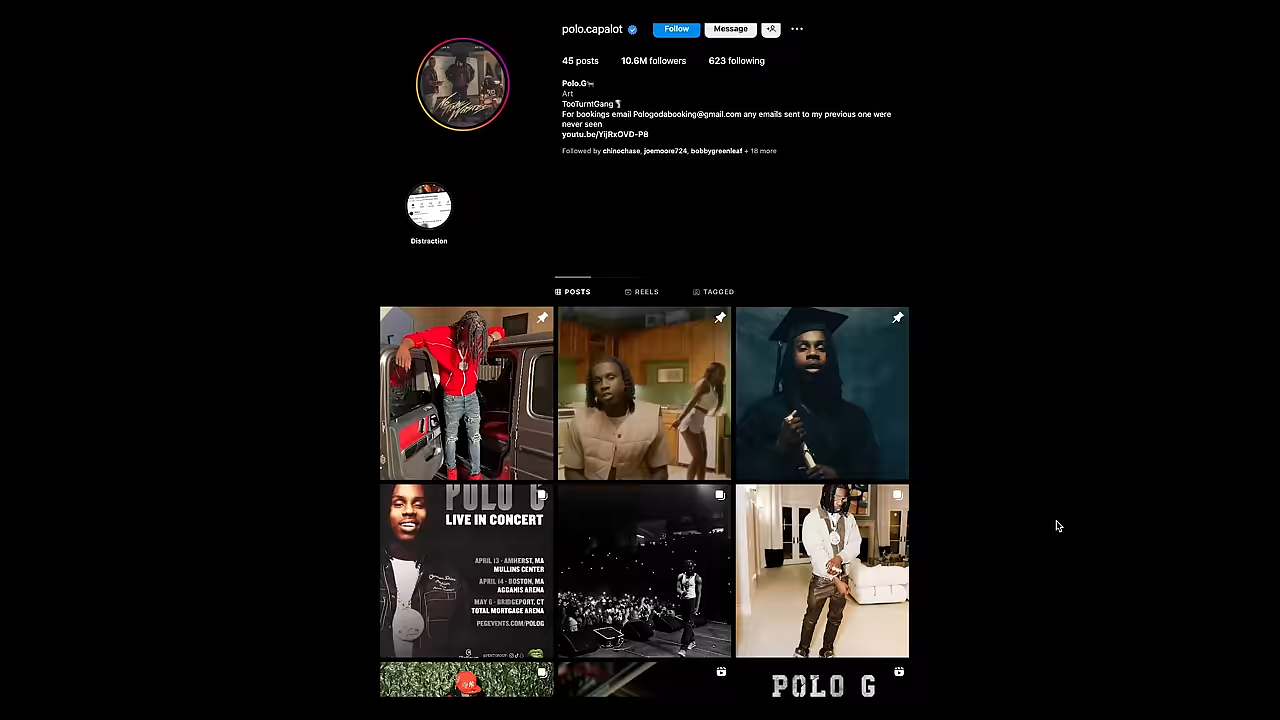 polo.capalot Follow Message
45 posts 10.6M followers 623 following
Polo.G🐐
Art
TooTurntGang🌪
For bookings email Pologodabooking@gmail.com any emails sent to my previous one were
never seen
youtu.be/YijRxOVD-P8
Followed by chinochase, joemoore724, bobbygreenleaf + 18 more
Distraction
POSTS REELS TAGGED
POLO G
LIVE IN CONCERT
APRIL 13 - AMHERST, MA
MULLINS CENTER
APRIL 14 - BOSTON, MA
AGGANIS ARENA
MAY 6 - BRIDGEPORT, CT
TOTAL MORTGAGE ARENA
PEGEVENTS.COM/POLOG
POLO G